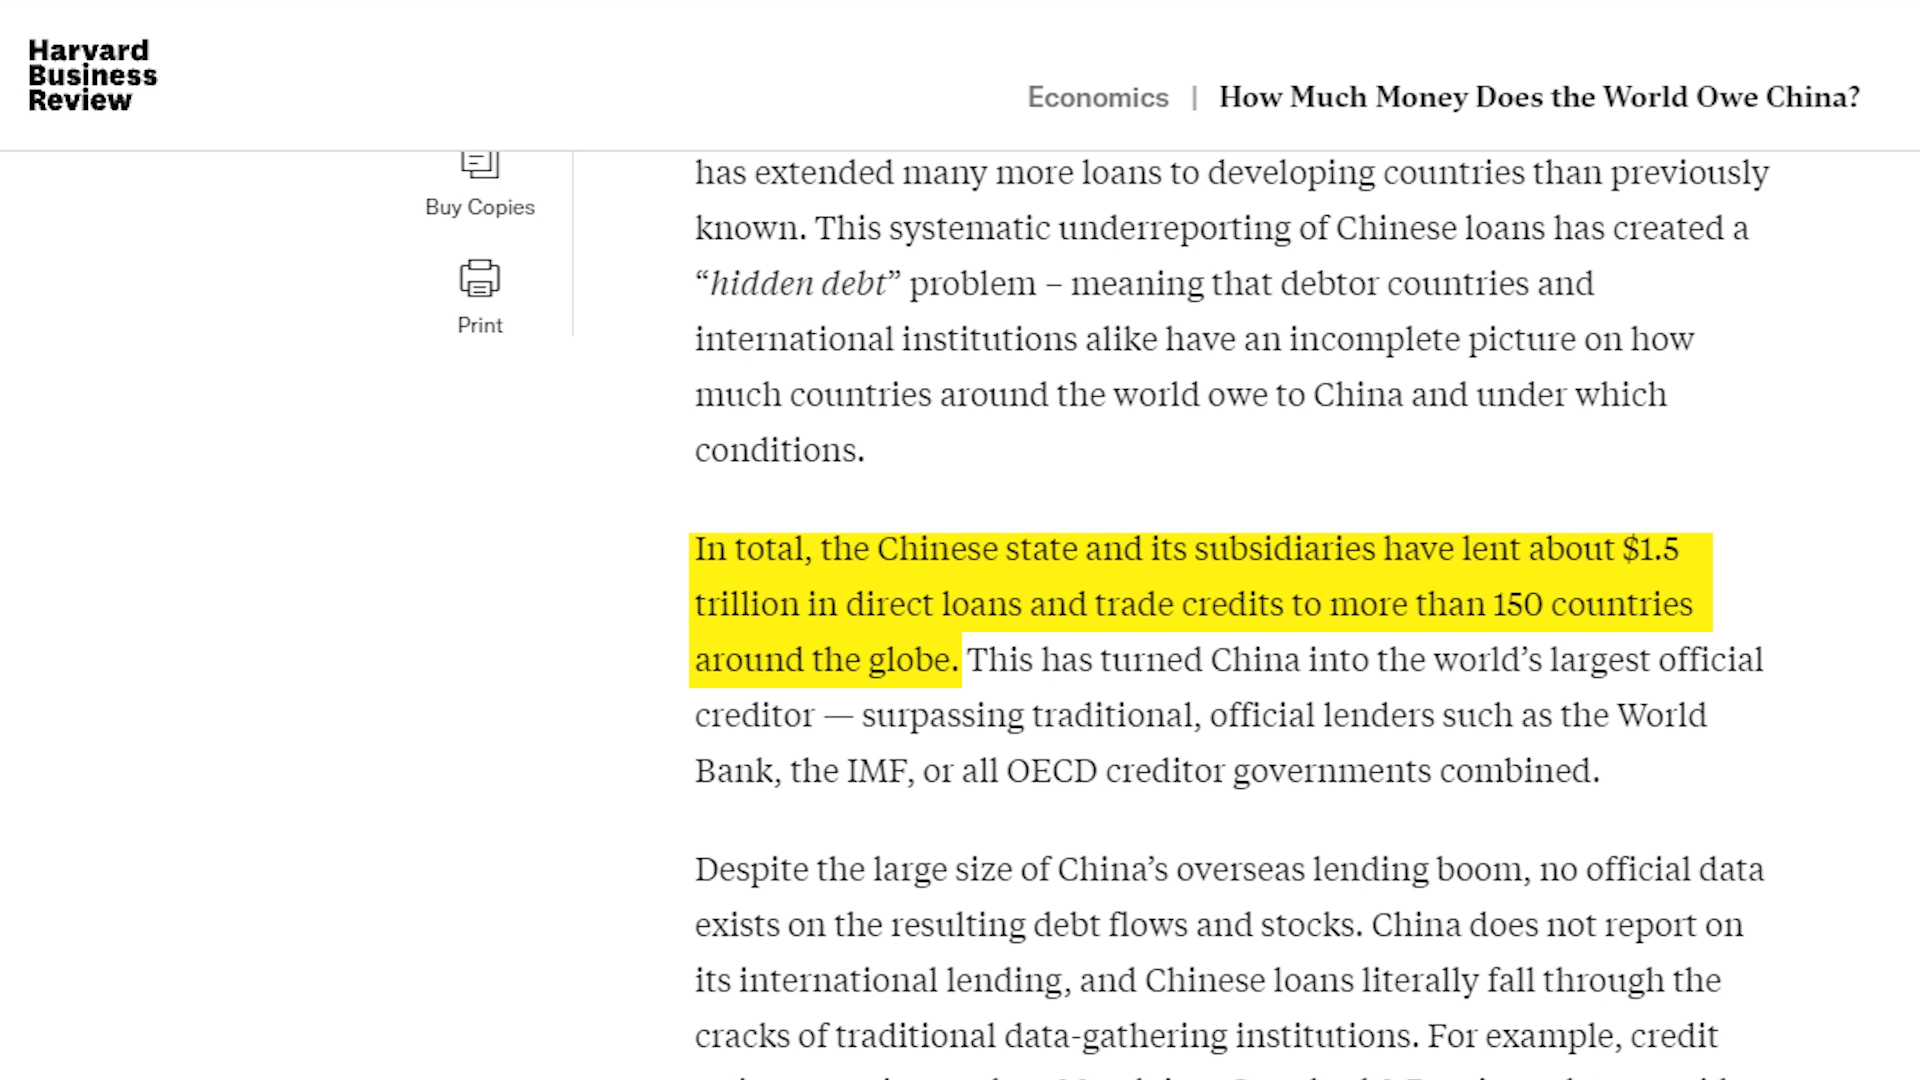 Harvard
Business
Review
Economics | How Much Money Does the World Owe China?
Buy Copies
Print
has extended many more loans to developing countries than previously
known. This systematic underreporting of Chinese loans has created a
“hidden debt” problem – meaning that debtor countries and
international institutions alike have an incomplete picture on how
much countries around the world owe to China and under which
conditions.
In total, the Chinese state and its subsidiaries have lent about $1.5
trillion in direct loans and trade credits to more than 150 countries
around the globe. This has turned China into the world’s largest official
creditor — surpassing traditional, official lenders such as the World
Bank, the IMF, or all OECD creditor governments combined.
Despite the large size of China’s overseas lending boom, no official data
exists on the resulting debt flows and stocks. China does not report on
its international lending, and Chinese loans literally fall through the
cracks of traditional data-gathering institutions. For example, credit